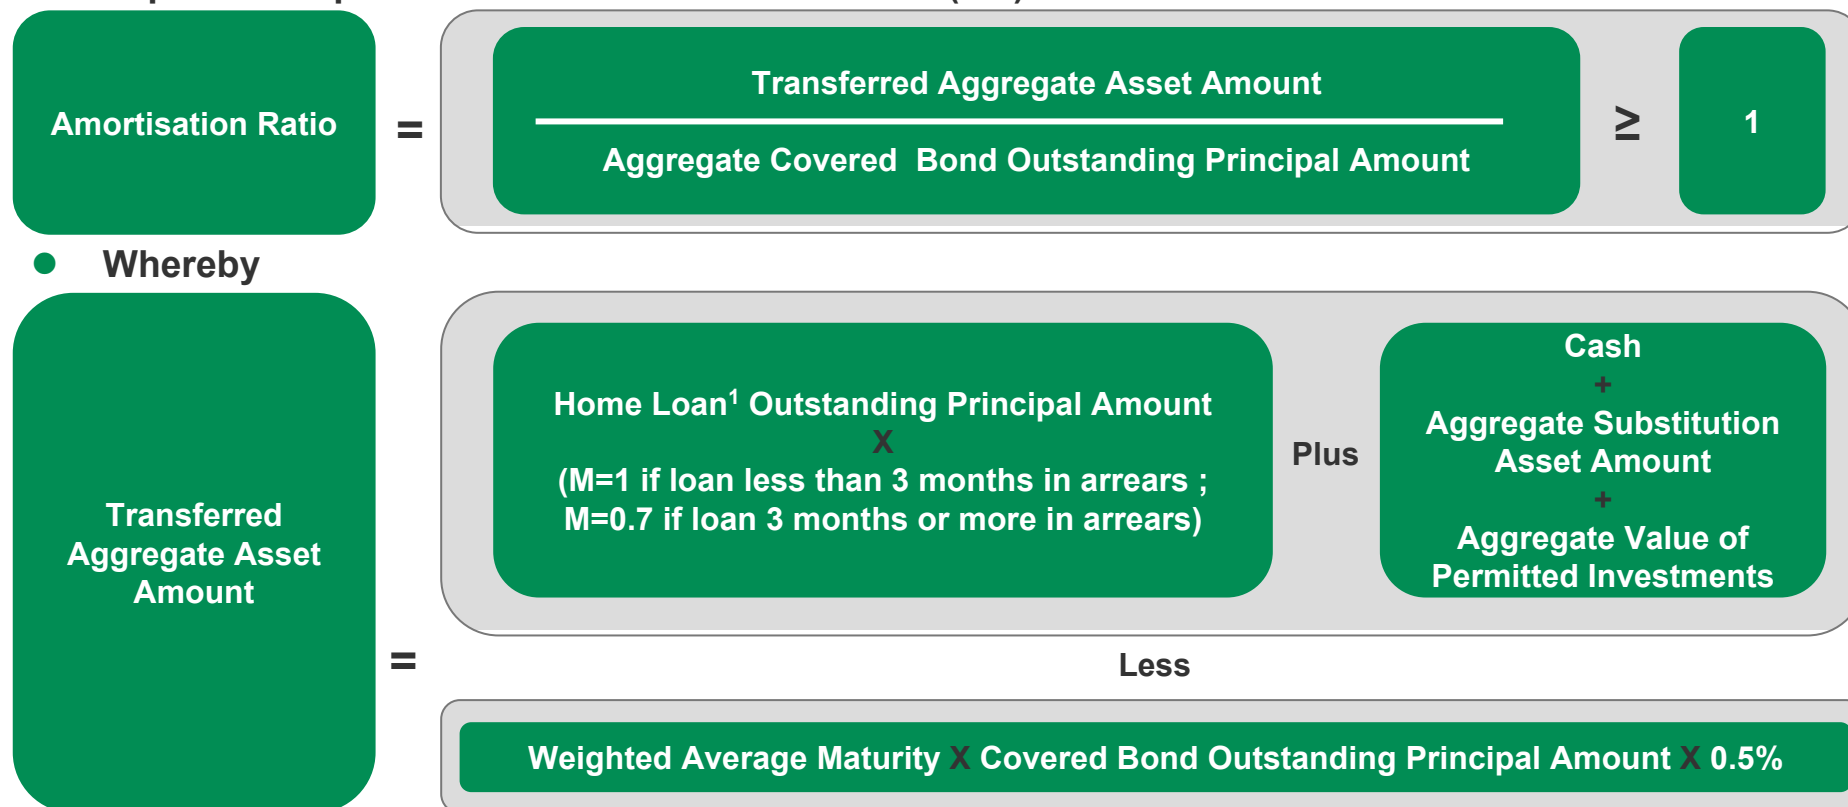 Amortisation Ratio
=
Transferred Aggregate Asset Amount
Aggregate Covered Bond Outstanding Principal Amount
≥
1
● Whereby
Transferred
Aggregate Asset
Amount
=
Home Loan¹ Outstanding Principal Amount
X
(M=1 if loan less than 3 months in arrears ;
M=0.7 if loan 3 months or more in arrears)
Plus
Cash
+
Aggregate Substitution
Asset Amount
+
Aggregate Value of
Permitted Investments
Less
Weighted Average Maturity X Covered Bond Outstanding Principal Amount X 0.5%